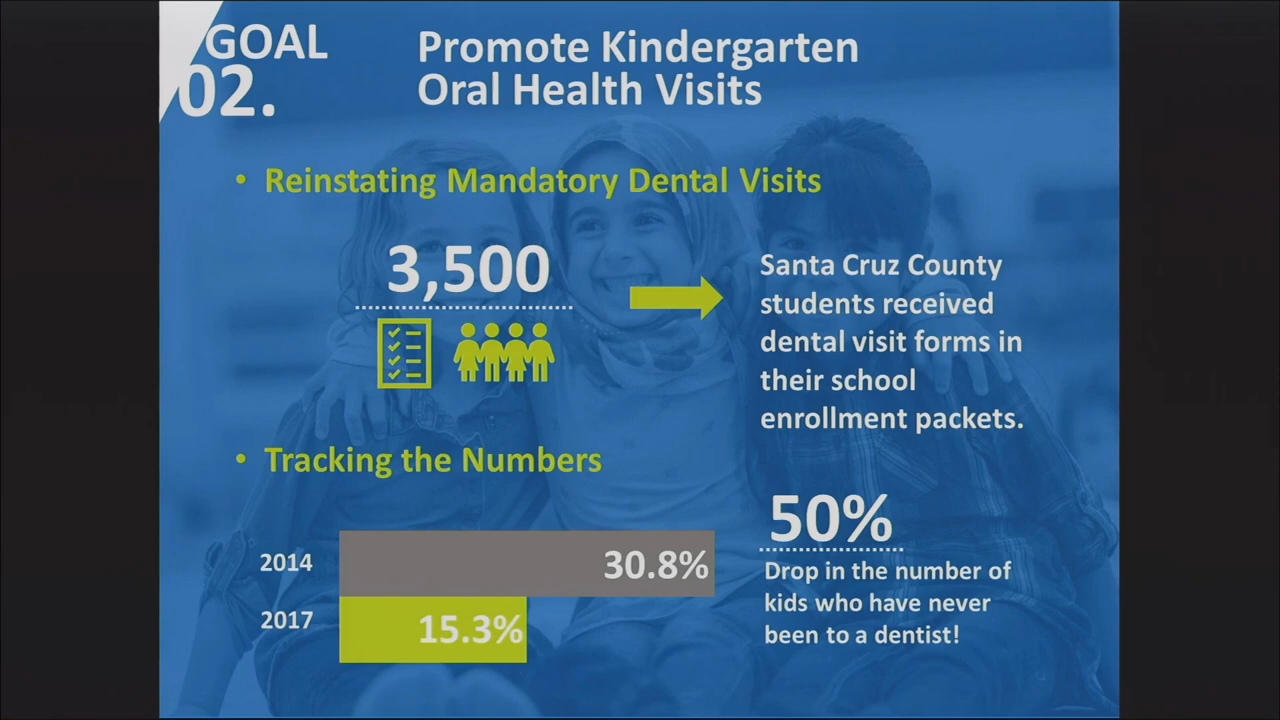 GOAL
02.
Promote Kindergarten
Oral Health Visits
• Reinstating Mandatory Dental Visits
3,500
Santa Cruz County
students received
dental visit forms in
their school
enrollment packets.
• Tracking the Numbers
2014
30.8%
2017
15.3%
50%
Drop in the number of
kids who have never
been to a dentist!